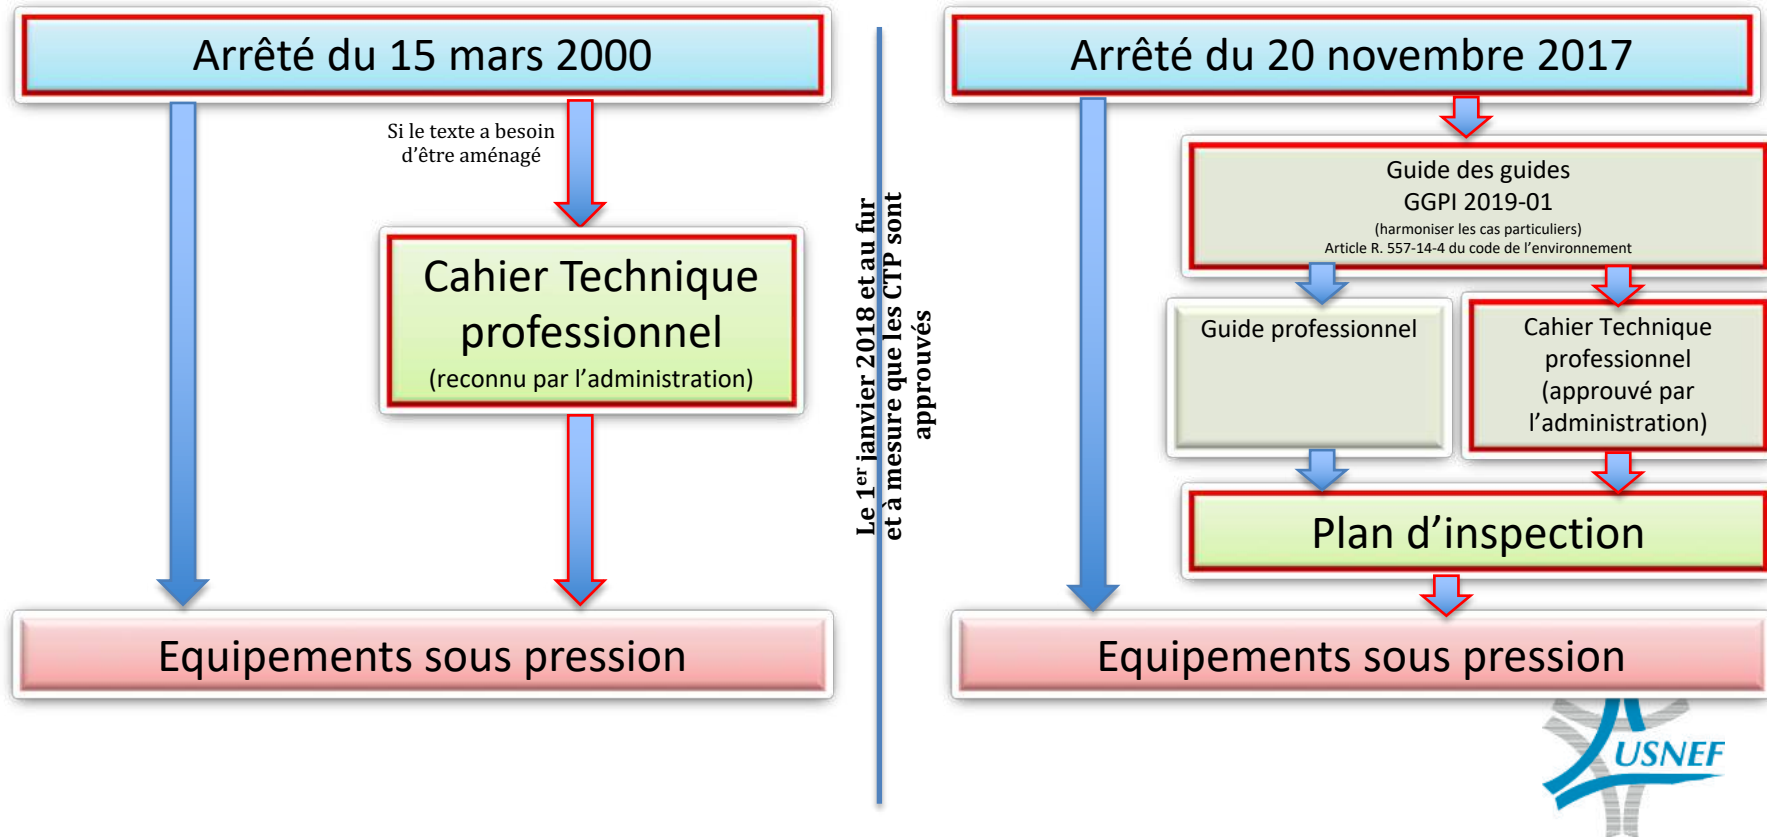 Arrêté du 15 mars 2000
Si le texte a besoin
d’être aménagé
Cahier Technique
professionnel
(reconnu par l’administration)
Equipements sous pression
Le 1er janvier 2018 et au fur
et à mesure que les CTP sont
approuvés
Arrêté du 20 novembre 2017
Guide des guides
GGPI 2019-01
(harmoniser les cas particuliers)
Article R. 557-14-4 du code de l’environnement
Guide professionnel
Cahier Technique
professionnel
(approuvé par
l’administration)
Plan d’inspection
Equipements sous pression
USNEF